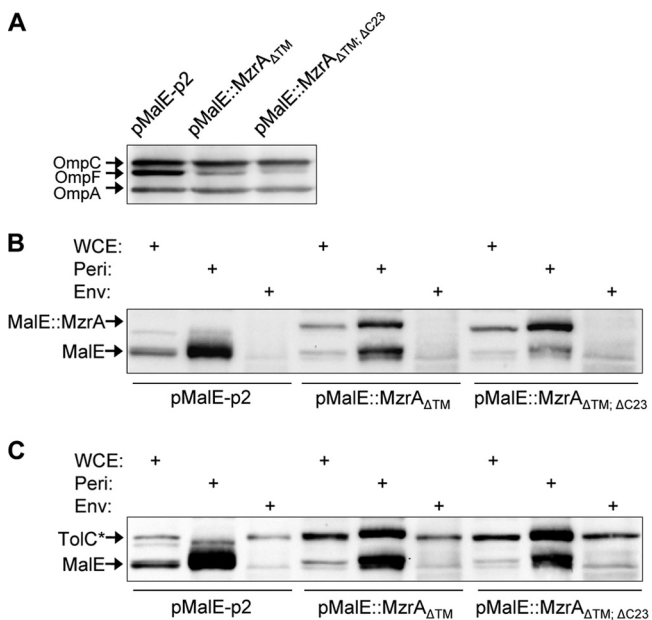 A
pMalE-p2
pMalE::MzrAΔTM
pMalE::MzrAΔTM; ΔC23
OmpC
OmpF
OmpA
B
WCE: + + +
Peri: + + +
Env: + + +
MalE::MzrA
MalE
pMalE-p2 pMalE::MzrAΔTM pMalE::MzrAΔTM; ΔC23
C
WCE: + + +
Peri: + + +
Env: + + +
TolC*
MalE
pMalE-p2 pMalE::MzrAΔTM pMalE::MzrAΔTM; ΔC23